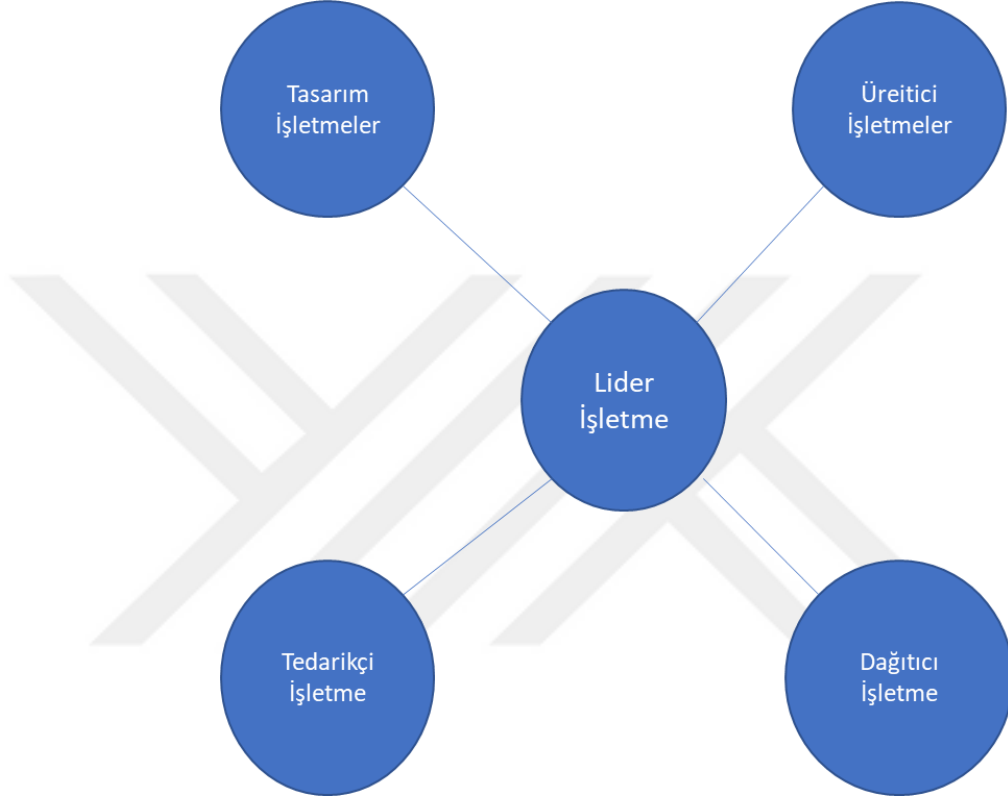 Tasarım
İşletmeler
Üreitici
İşletmeler
Lider
İşletme
Tedarikçi
İşletme
Dağıtıcı
İşletme